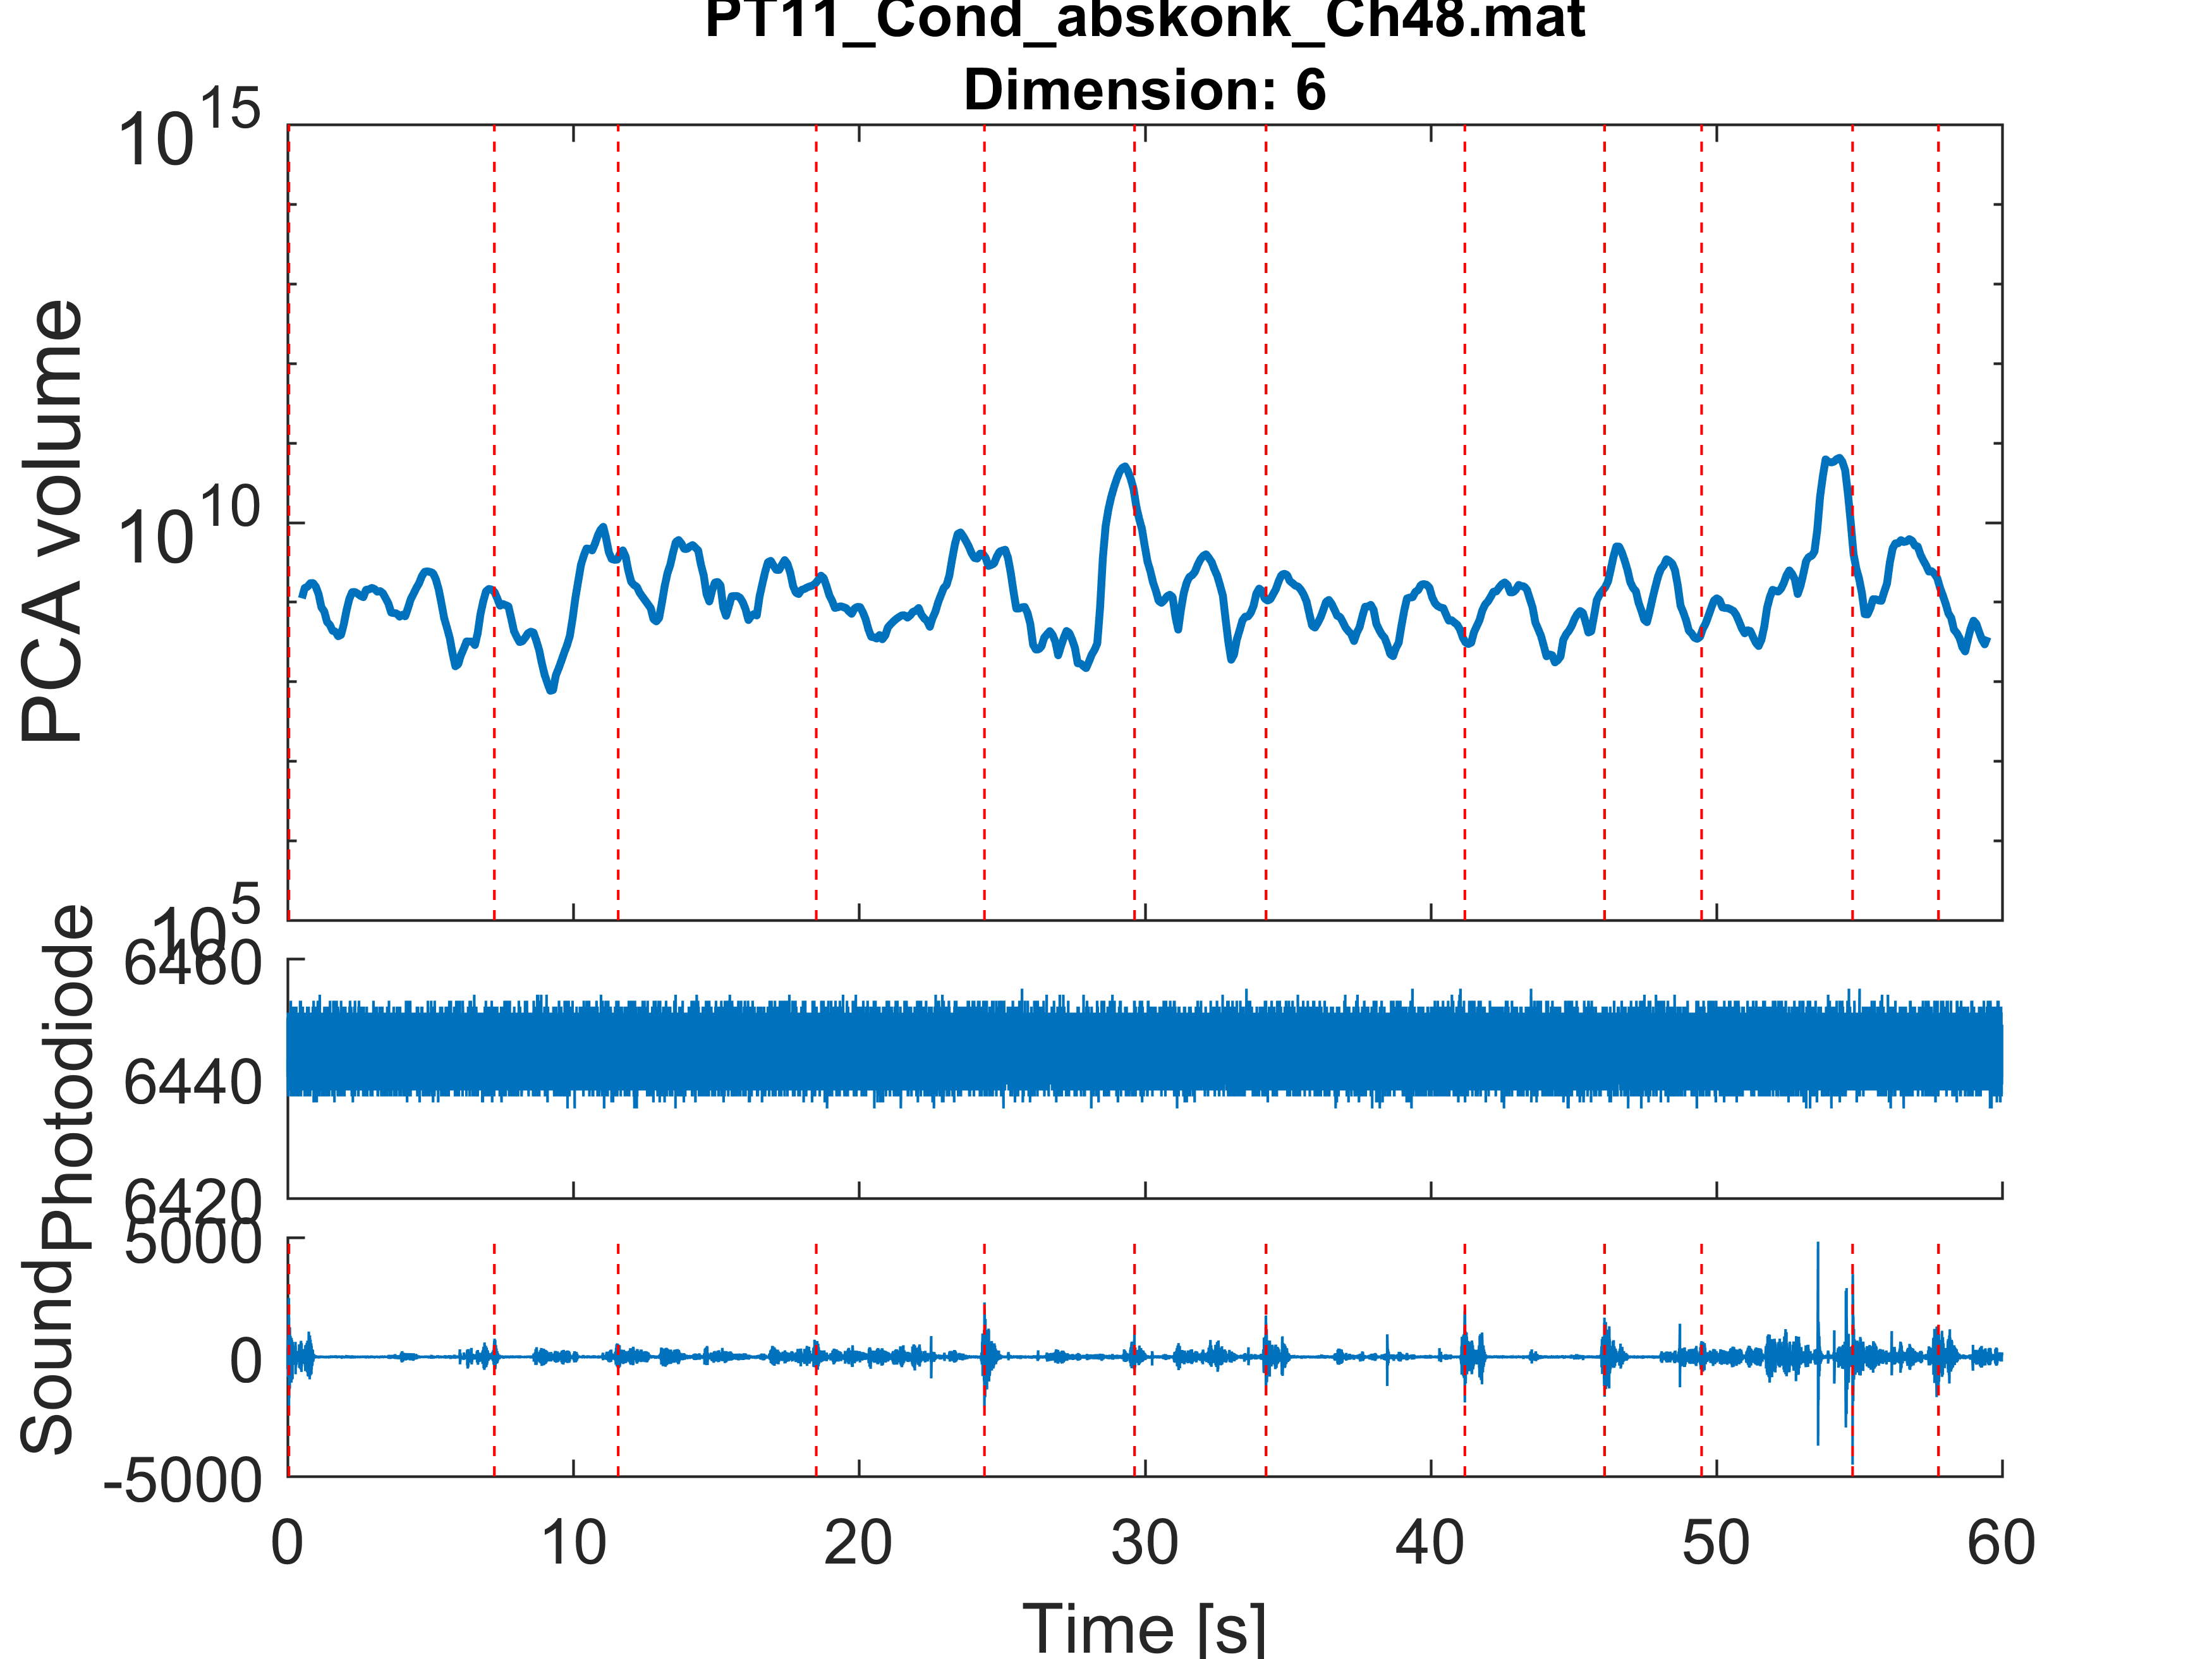 PT11_Cond_abskonk_Ch48.mat
Dimension: 6
10^15
10^10
10^5
PCA volume
6460
6440
6420
Photodiode
5000
0
-5000
Sound
0 10 20 30 40 50 60
Time [s]